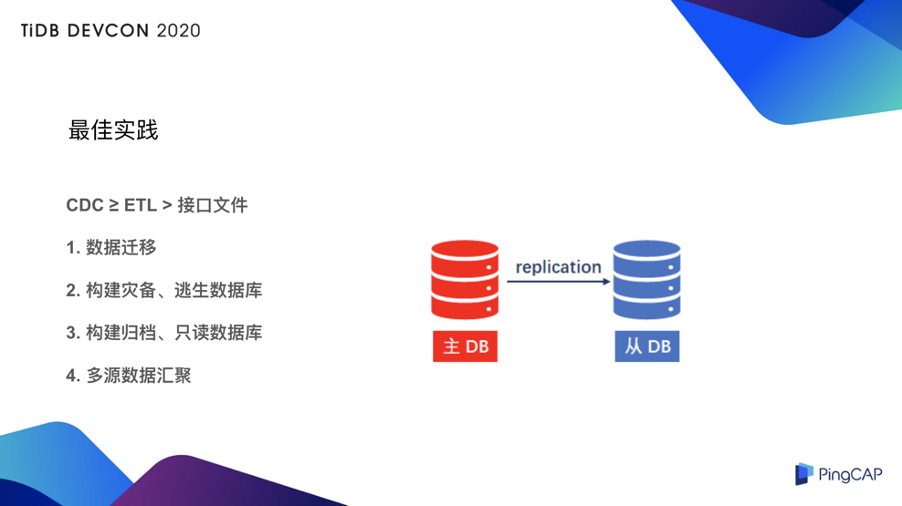 TiDB DEVCON 2020
最佳实践
CDC ≥ ETL > 接口文件
1. 数据迁移
2. 构建灾备、逃生数据库
3. 构建归档、只读数据库
4. 多源数据汇聚
replication
主 DB
从 DB
PingCAP